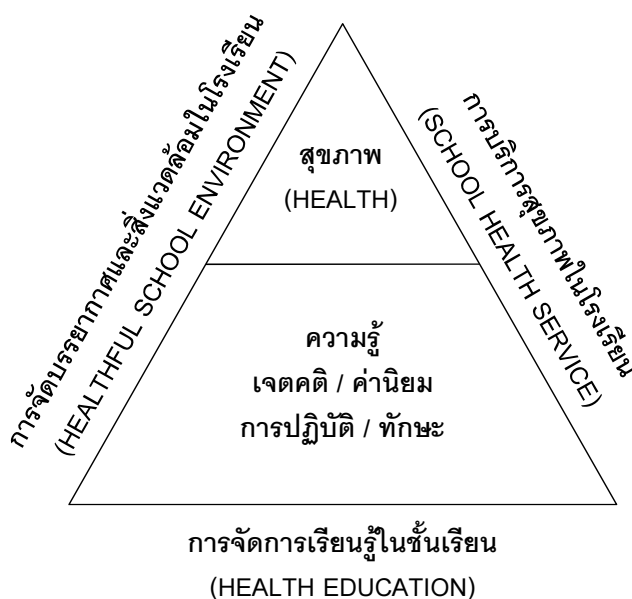 การจัดบรรยากาศและสิ่งแวดล้อมในโรงเรียน
(HEALTHFUL SCHOOL ENVIRONMENT)
การบริการสุขภาพในโรงเรียน
(SCHOOL HEALTH SERVICE)
สุขภาพ
(HEALTH)
ความรู้
เจตคติ / ค่านิยม
การปฏิบัติ / ทักษะ
การจัดการเรียนรู้ในชั้นเรียน
(HEALTH EDUCATION)